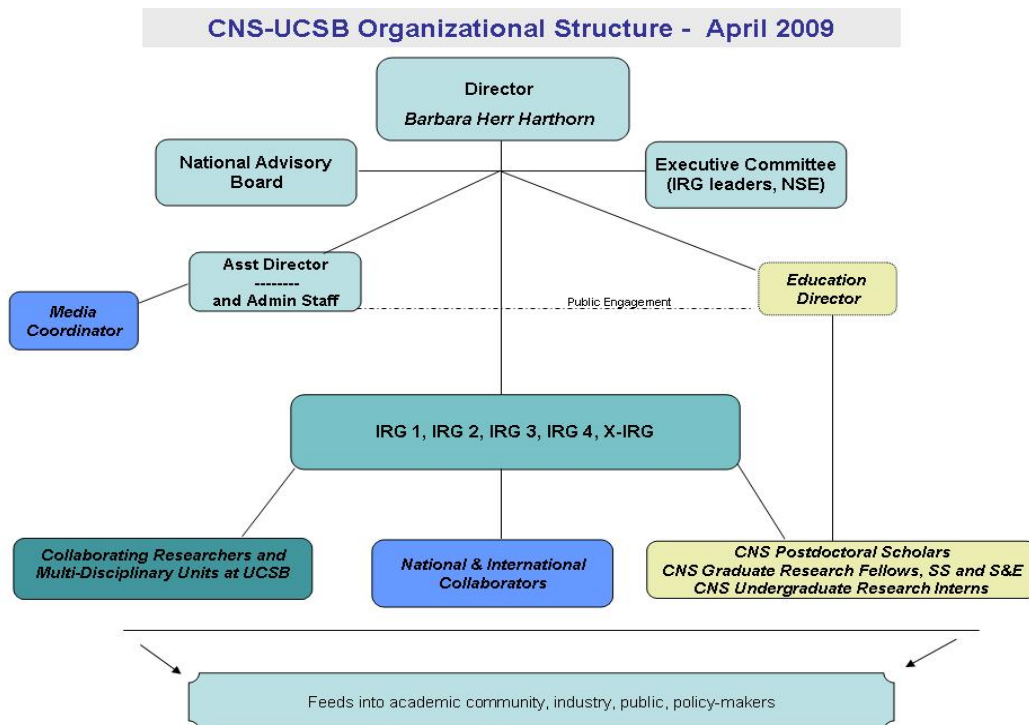 CNS-UCSB Organizational Structure - April 2009
Director
Barbara Herr Harthorn
National Advisory
Board
Executive Committee
(IRG leaders, NSE)
Asst Director
--------
and Admin Staff
Media
Coordinator
Public Engagement
Education
Director
IRG 1, IRG 2, IRG 3, IRG 4, X-IRG
Collaborating Researchers and
Multi-Disciplinary Units at UCSB
National & International
Collaborators
CNS Postdoctoral Scholars
CNS Graduate Research Fellows, SS and S&E
CNS Undergraduate Research Interns
Feeds into academic community, industry, public, policy-makers